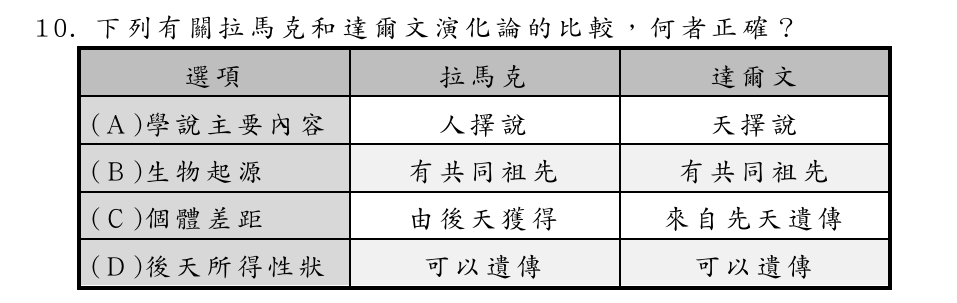 10. 下列有關拉馬克和達爾文演化論的比較，何者正確？
選項 拉馬克 達爾文
(A)學說主要內容 人擇說 天擇說
(B)生物起源 有共同祖先 有共同祖先
(C)個體差距 由後天獲得 來自先天遺傳
(D)後天所得性狀 可以遺傳 可以遺傳